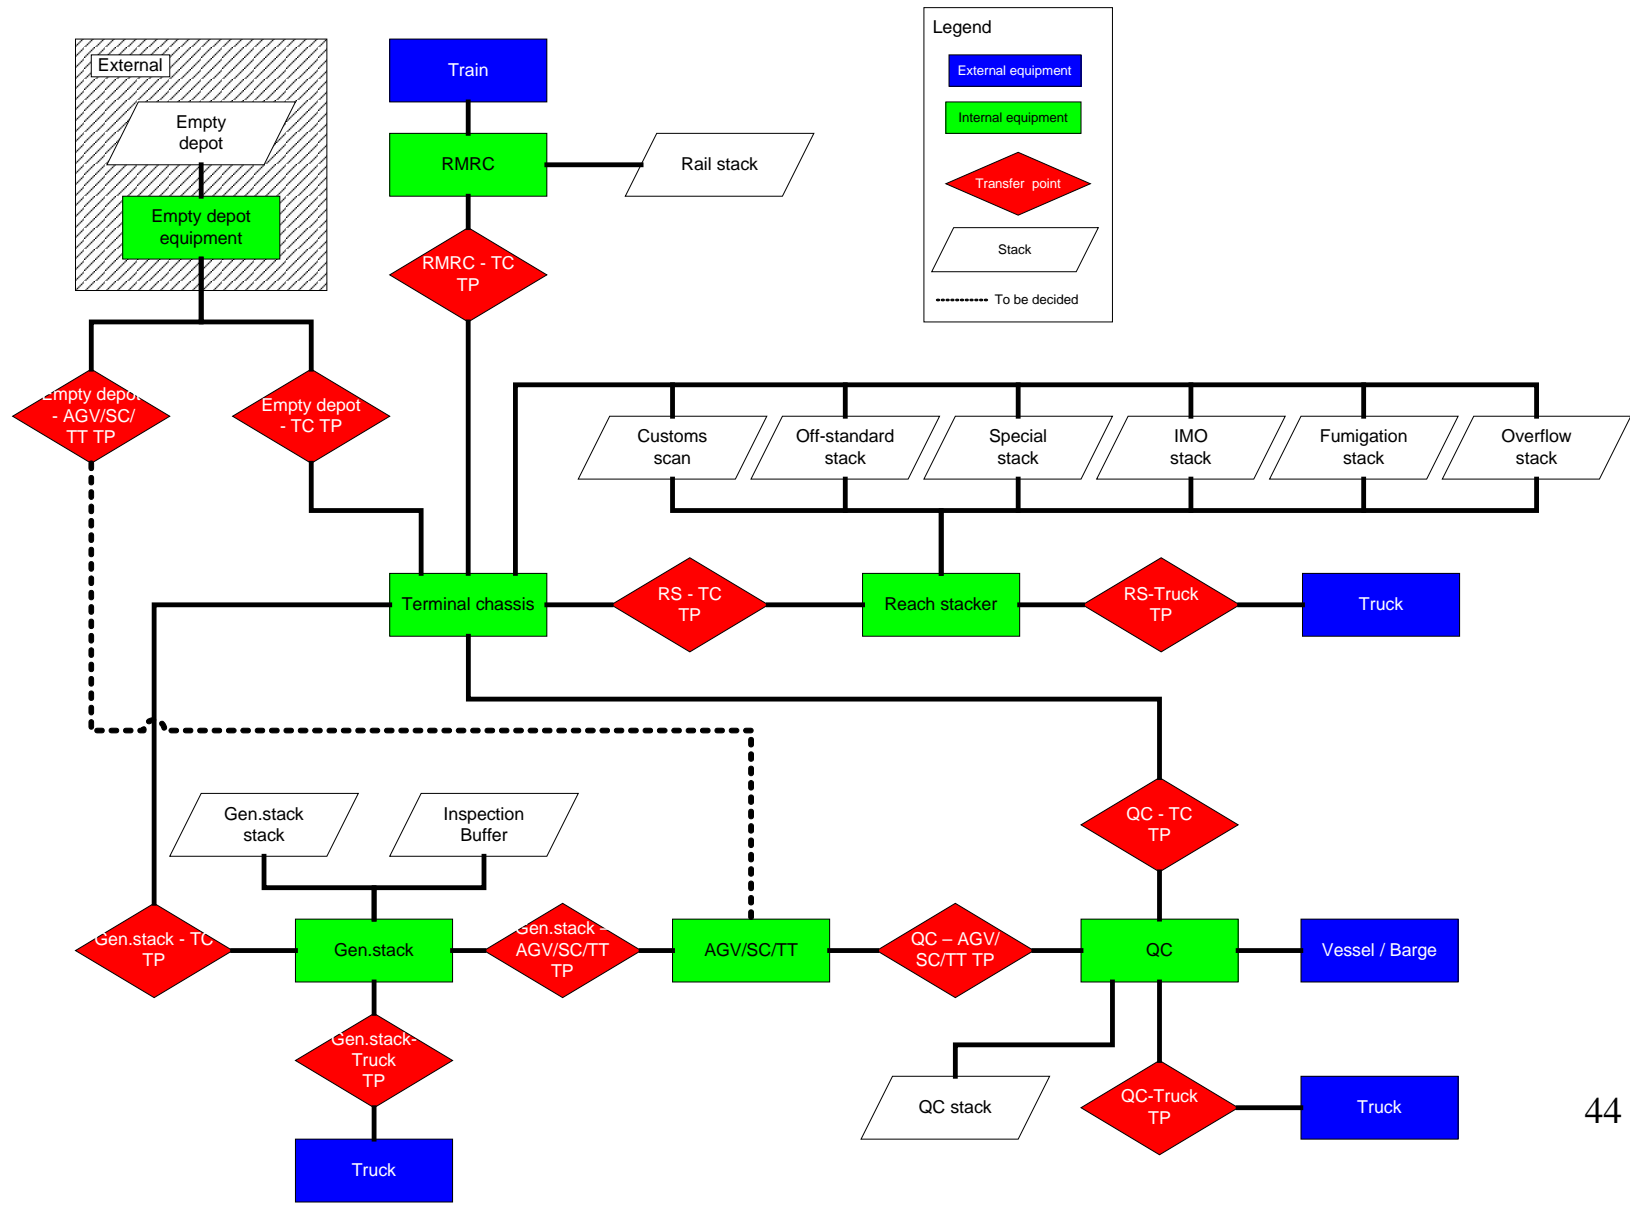 Legend
External equipment
Internal equipment
Transfer point
Stack
To be decided
External
Empty
depot
Empty depot
equipment
Train
RMRC
Rail stack
RMRC - TC
TP
Empty depot
- AGV/SC/
TT TP
Empty depot
- TC TP
Customs
scan
Off-standard
stack
Special
stack
IMO
stack
Fumigation
stack
Overflow
stack
Terminal chassis
RS - TC
TP
Reach stacker
RS-Truck
TP
Truck
QC - TC
TP
Gen.stack
stack
Inspection
Buffer
Gen.stack - TC
TP
Gen.stack
Gen.stack –
AGV/SC/TT
TP
AGV/SC/TT
QC – AGV/
SC/TT TP
QC
Vessel / Barge
Gen.stack-
Truck
TP
QC stack
QC-Truck
TP
Truck
Truck
44